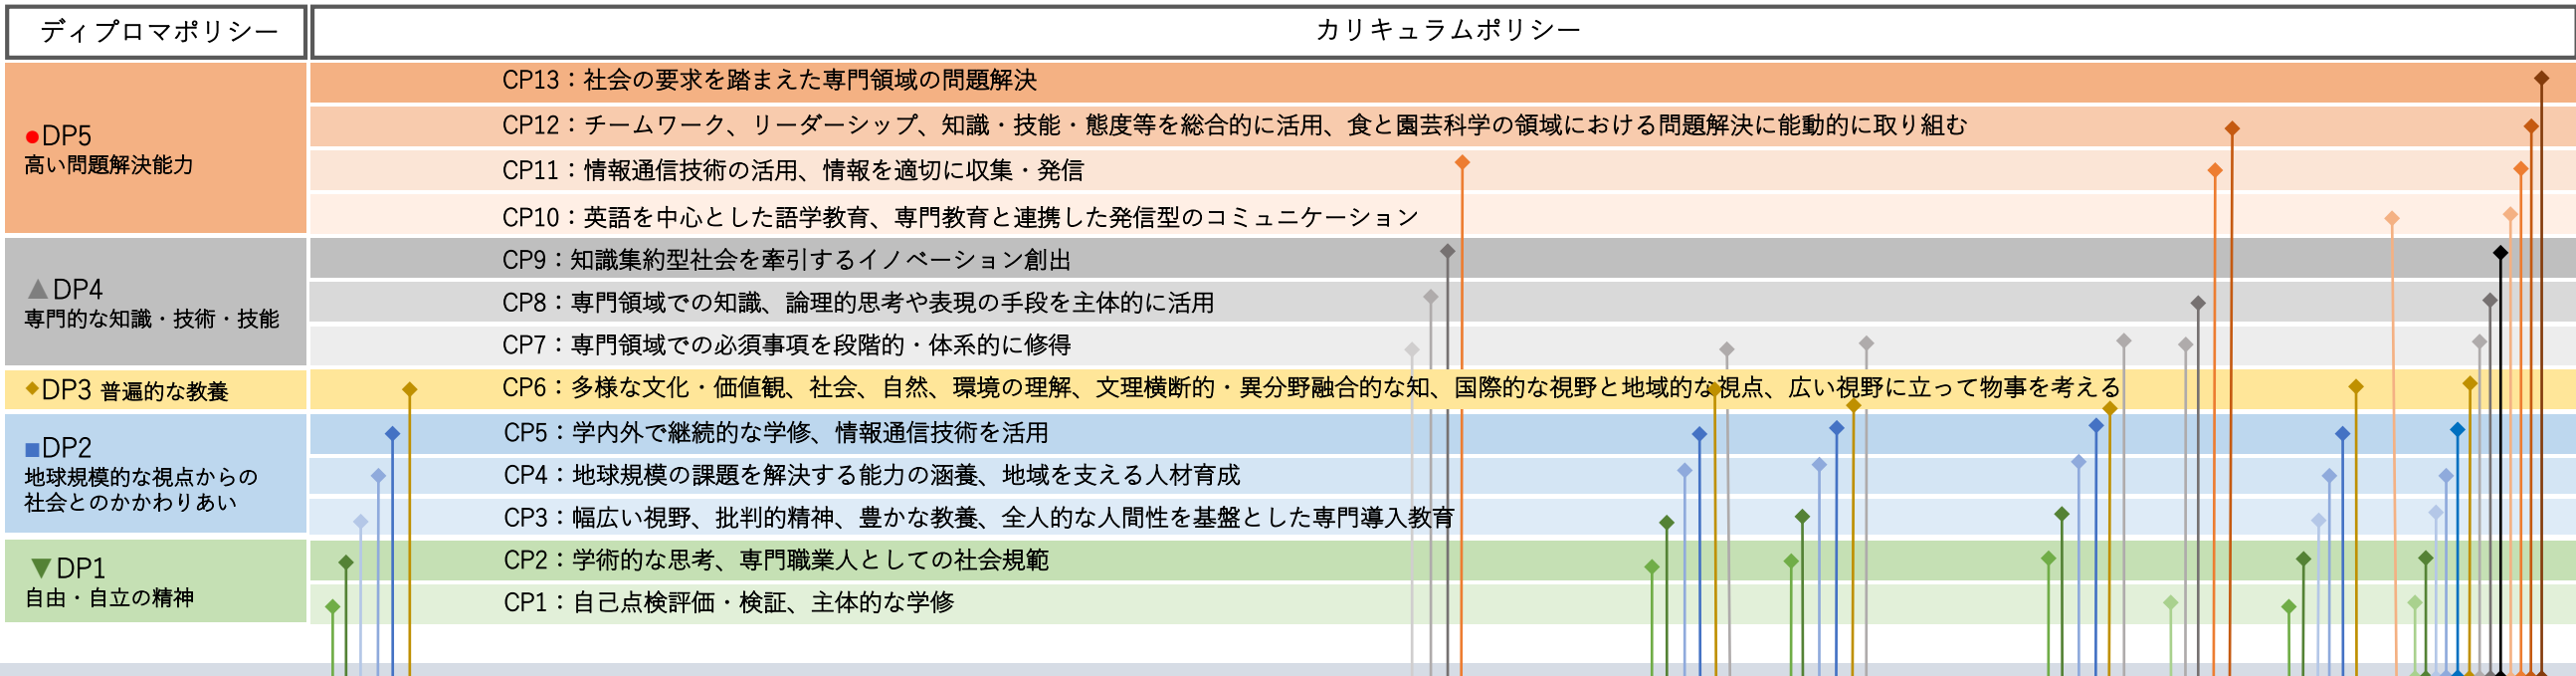 ディプロマポリシー
カリキュラムポリシー
●DP5
高い問題解決能力
CP13：社会の要求を踏まえた専門領域の問題解決
CP12：チームワーク、リーダーシップ、知識・技能・態度等を総合的に活用、食と園芸科学の領域における問題解決に能動的に取り組む
CP11：情報通信技術の活用、情報を適切に収集・発信
CP10：英語を中心とした語学教育、専門教育と連携した発信型のコミュニケーション
▲DP4
専門的な知識・技術・技能
CP9：知識集約型社会を牽引するイノベーション創出
CP8：専門領域での知識、論理的思考や表現の手段を主体的に活用
CP7：専門領域での必須事項を段階的・体系的に修得
◆DP3 普遍的な教養
CP6：多様な文化・価値観、社会、自然、環境の理解、文理横断的・異分野融合的な知、国際的な視野と地域的な視点、広い視野に立って物事を考える
■DP2
地球規模的な視点からの
社会とのかかわりあい
CP5：学内外で継続的な学修、情報通信技術を活用
CP4：地球規模の課題を解決する能力の涵養、地域を支える人材育成
CP3：幅広い視野、批判的精神、豊かな教養、全人的な人間性を基盤とした専門導入教育
▼DP1
自由・自立の精神
CP2：学術的な思考、専門職業人としての社会規範
CP1：自己点検評価・検証、主体的な学修